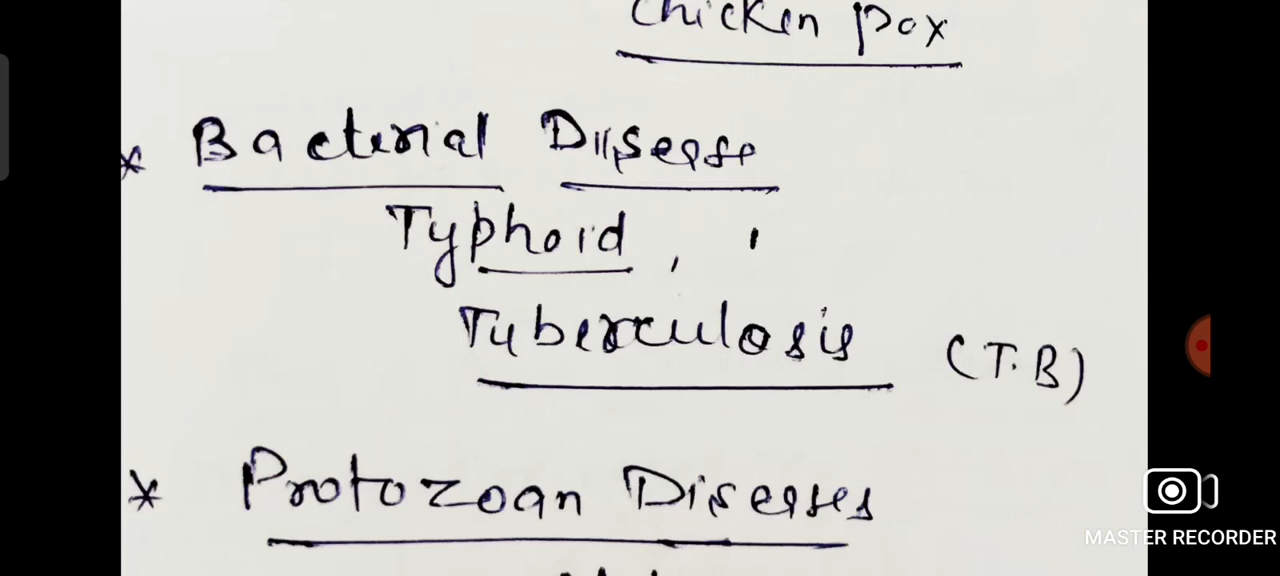 Chicken pox
* Bacterial Disease
Typhoid, '
Tuberculosis (T.B)
* Protozoan Diseases
MASTER RECORDER